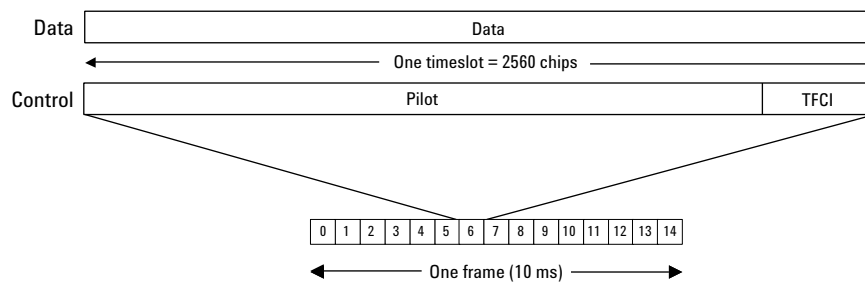 Data Data
One timeslot = 2560 chips
Control Pilot TFCI
0 1 2 3 4 5 6 7 8 9 10 11 12 13 14
One frame (10 ms)